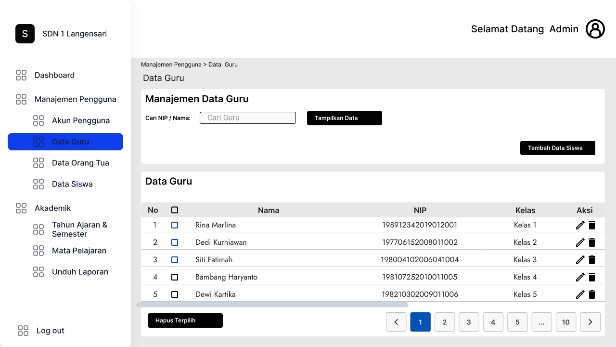 S SDN 1 Langensari
Selamat Datang Admin
Dashboard
Manajemen Pengguna
Akun Pengguna
Data Guru
Data Orang Tua
Data Siswa
Akademik
Tahun Ajaran &
Semester
Mata Pelajaran
Unduh Laporan
Log out
Manajemen Pengguna > Data Guru
Data Guru
Manajemen Data Guru
Cari NIP / Nama: Cari Guru Tampilkan Data
Tambah Data Siswa
Data Guru
No Nama NIP Kelas Aksi
1 Rina Marlina 198912342019012001 Kelas 1
2 Dedi Kurniawan 197706152008011002 Kelas 2
3 Siti Fatimah 198004102006041004 Kelas 3
4 Bambang Haryanto 198107252010011005 Kelas 4
5 Dewi Kartika 198210302009011006 Kelas 5
Hapus Terpilih
< 1 2 3 4 5 ... 10 >